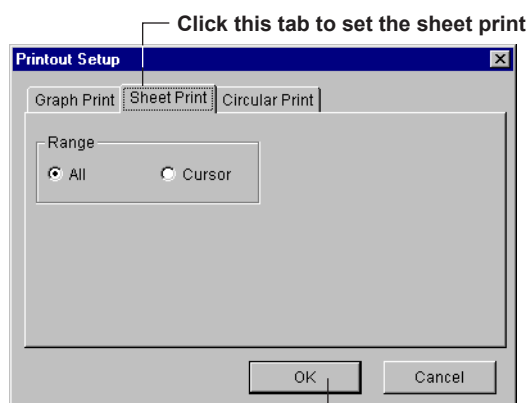 Click this tab to set the sheet print
Printout Setup
Graph Print Sheet Print Circular Print
Range
All Cursor
OK Cancel